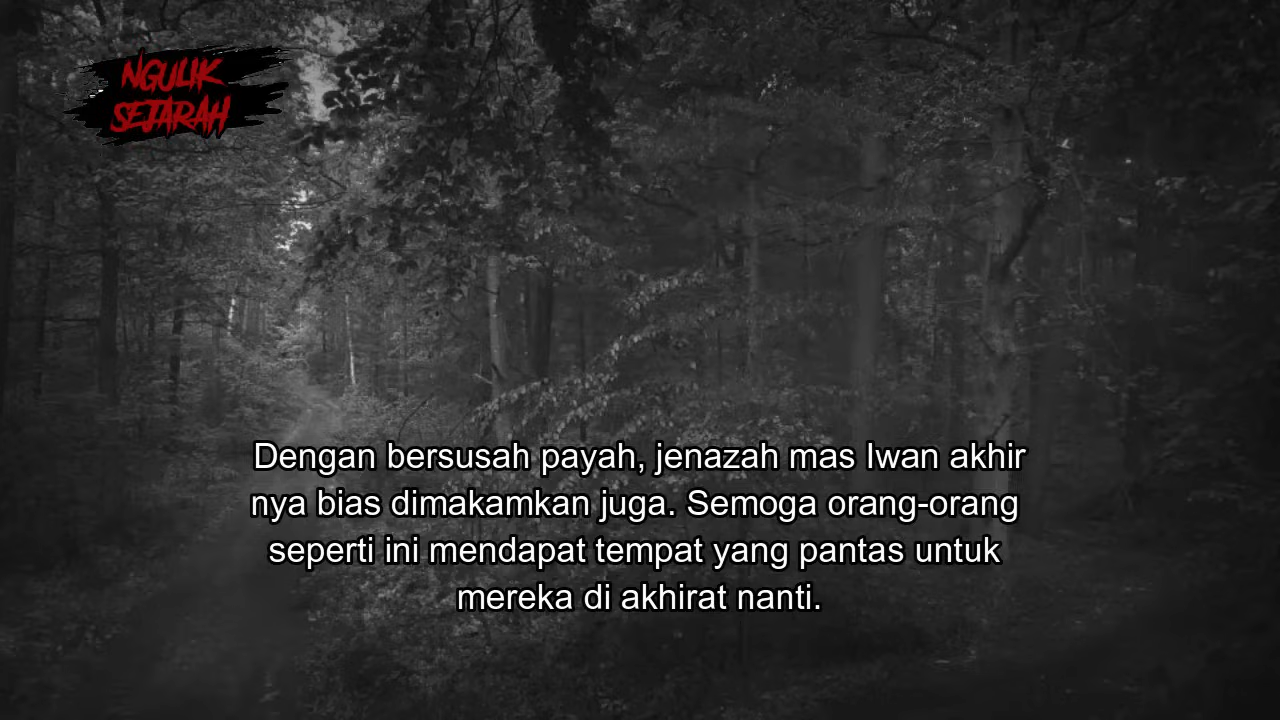 NGULIK
SEJARAH
Dengan bersusah payah, jenazah mas Iwan akhir
nya bias dimakamkan juga. Semoga orang-orang
seperti ini mendapat tempat yang pantas untuk
mereka di akhirat nanti.